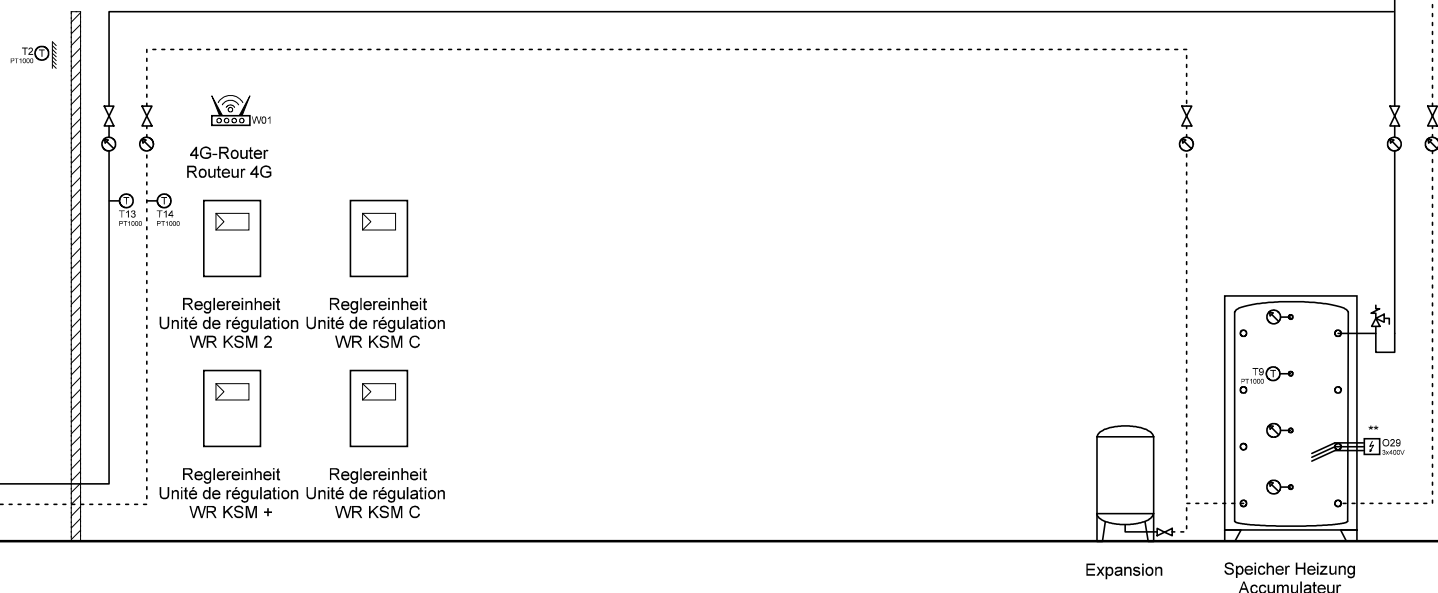 T2
PT1000
W01
4G-Router
Routeur 4G
T13
PT1000
T14
PT1000
Reglereinheit
Unité de régulation
WR KSM 2
Reglereinheit
Unité de régulation
WR KSM C
Reglereinheit
Unité de régulation
WR KSM +
Reglereinheit
Unité de régulation
WR KSM C
T9
PT1000
**
O29
3x400V
Expansion
Speicher Heizung
Accumulateur